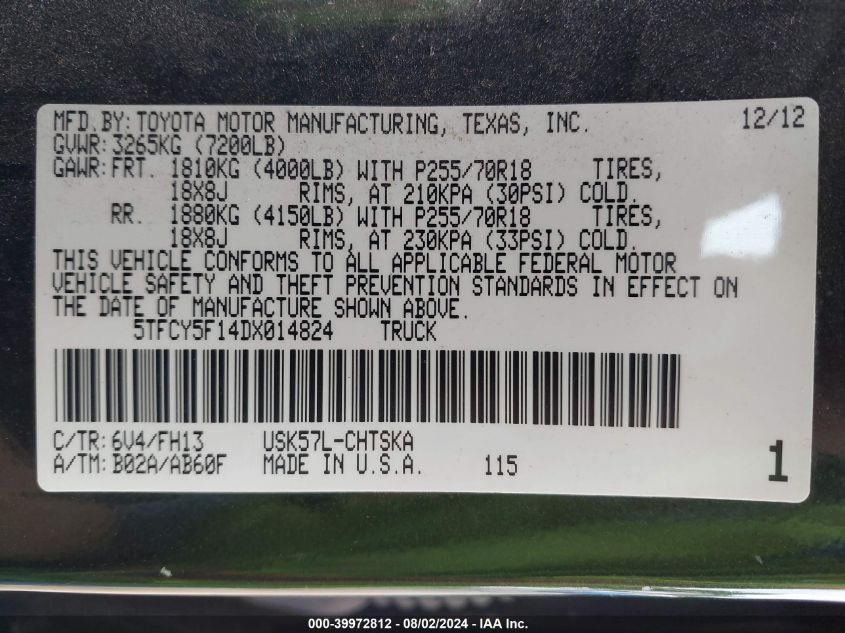 MFD.BY:TOYOTA MOTOR MANUFACTURING, TEXAS, INC. 12/12
GVWR:3265KG (7200LB)
GAWR:FRT. 1810KG (4000LB) WITH P255/70R18 TIRES,
18X8J RIMS, AT 210KPA (30PSI) COLD.
RR. 1880KG (4150LB) WITH P255/70R18 TIRES,
18X8J RIMS, AT 230KPA (33PSI) COLD.
THIS VEHICLE CONFORMS TO ALL APPLICABLE FEDERAL MOTOR
VEHICLE SAFETY AND THEFT PREVENTION STANDARDS IN EFFECT ON
THE DATE OF MANUFACTURE SHOWN ABOVE.
5TFCY5F14DX014824 TRUCK
C/TR:6V4/FH13 USK57L-CHTSKA
A/TM:B02A/AB60F MADE IN U.S.A. 115 1
000-39972812 - 08/02/2024 - IAA Inc.